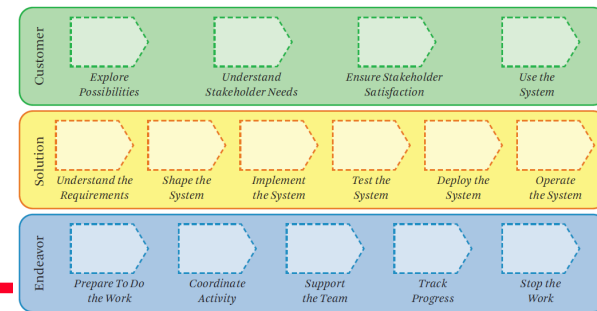 Customer
Explore
Possibilities
Understand
Stakeholder Needs
Ensure Stakeholder
Satisfaction
Use the
System
Solution
Understand the
Requirements
Shape the
System
Implement
the System
Test the
System
Deploy the
System
Operate
the System
Endeavor
Prepare To Do
the Work
Coordinate
Activity
Support
the Team
Track
Progress
Stop the
Work